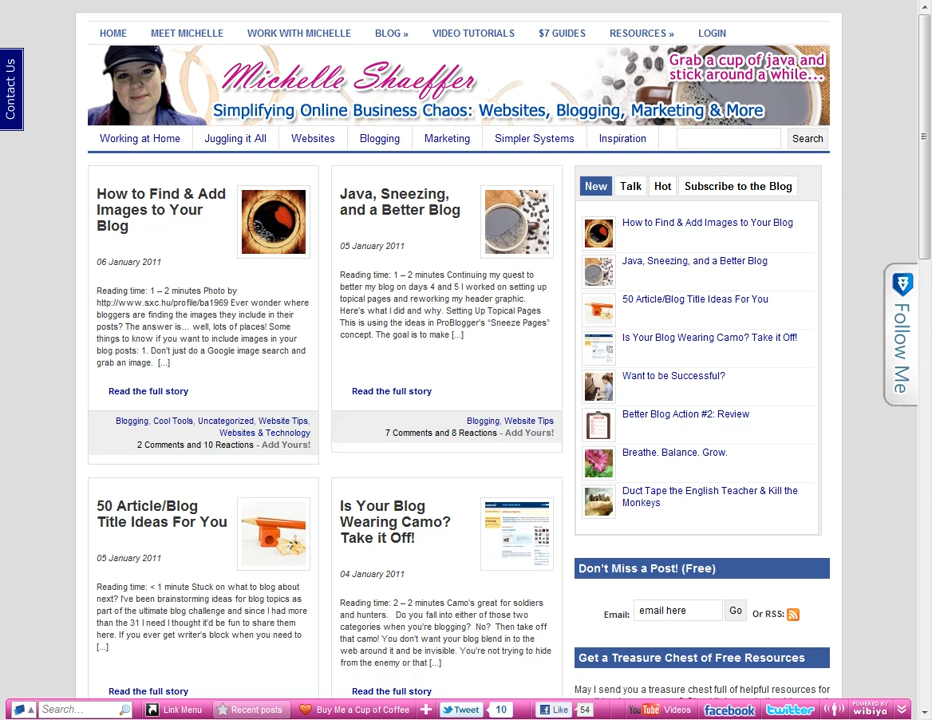 HOME MEET MICHELLE WORK WITH MICHELLE BLOG » VIDEO TUTORIALS $7 GUIDES RESOURCES » LOGIN
Contact Us
Michelle Shaeffer
Grab a cup of java and
stick around a while...
Simplifying Online Business Chaos: Websites, Blogging, Marketing & More
Working at Home Juggling it All Websites Blogging Marketing Simpler Systems Inspiration Search
How to Find & Add
Images to Your
Blog
06 January 2011
Reading time: 1 – 2 minutes Photo by
http://www.sxc.hu/profile/ba1969 Ever wonder where
bloggers are finding the images they include in their
posts? The answer is… well, lots of places! Some
things to know if you want to include images in your
blog posts: 1. Don't just do a Google image search and
grab an image. [...]
Read the full story
Blogging, Cool Tools, Uncategorized, Website Tips,
Websites & Technology
2 Comments and 10 Reactions - Add Yours!
Java, Sneezing,
and a Better Blog
05 January 2011
Reading time: 1 – 2 minutes Continuing my quest to
better my blog on days 4 and 5 I worked on setting up
topical pages and reworking my header graphic.
Here's what I did and why. Setting Up Topical Pages
This is using the ideas in ProBlogger's "Sneeze Pages"
concept. The goal is to make [...]
Read the full story
Blogging, Website Tips
7 Comments and 8 Reactions - Add Yours!
50 Article/Blog
Title Ideas For You
05 January 2011
Reading time: < 1 minute Stuck on what to blog about
next? I've been brainstorming ideas for blog topics as
part of the ultimate blog challenge and since I had more
than the 31 I need I thought it'd be fun to share them
here. If you ever get writer's block when you need to
[...]
Read the full story
Is Your Blog
Wearing Camo?
Take it Off!
04 January 2011
Reading time: 2 – 2 minutes Camo's great for soldiers
and hunters. Do you fall into either of those two
categories when you're blogging? No? Then take off
that camo! You don't want your blog blend in to the
web around it and be invisible. You're not trying to hide
from the enemy or that [...]
Read the full story
New Talk Hot Subscribe to the Blog
How to Find & Add Images to Your Blog
Java, Sneezing, and a Better Blog
50 Article/Blog Title Ideas For You
Is Your Blog Wearing Camo? Take it Off!
Want to be Successful?
Better Blog Action #2: Review
Breathe. Balance. Grow.
Duct Tape the English Teacher & Kill the
Monkeys
Follow Me
Don't Miss a Post! (Free)
Email: email here Go Or RSS:
Get a Treasure Chest of Free Resources
May I send you a treasure chest full of helpful resources for
Search... Link Menu Recent posts Buy Me a Cup of Coffee Tweet 10 Like 54 YouTube Videos facebook twitter POWERED BY wibiya